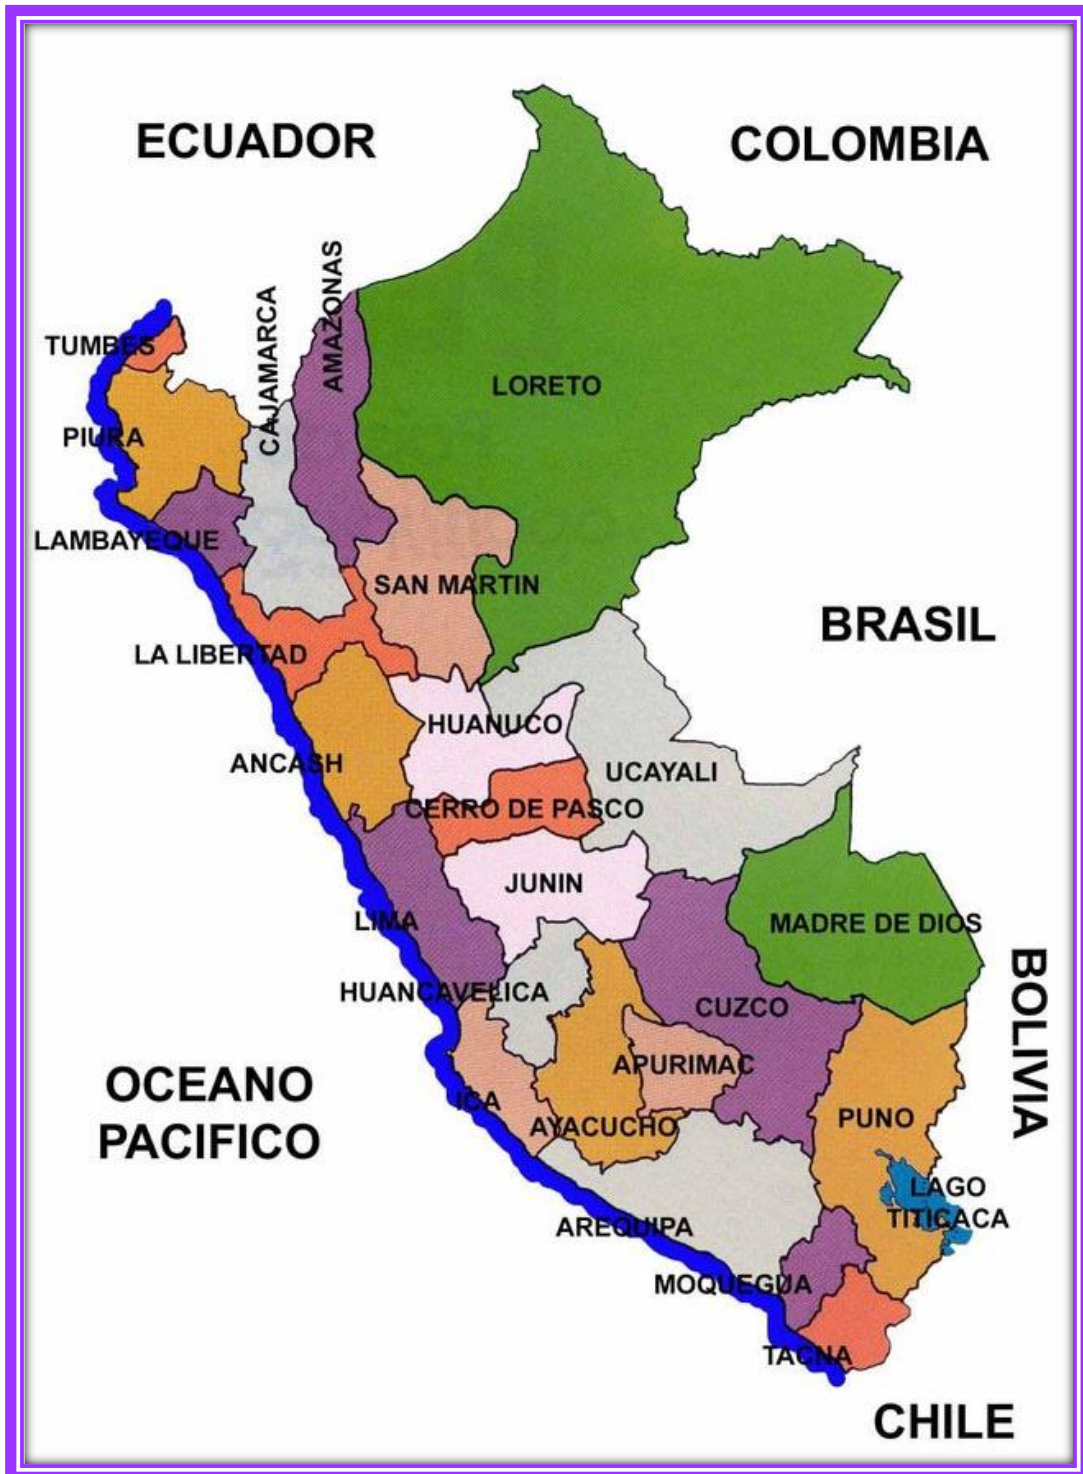 ECUADOR
COLOMBIA
AMAZONAS
CAJAMARCA
TUMBES
LORETO
PIURA
LAMBAYEQUE
SAN MARTIN
BRASIL
LA LIBERTAD
HUANUCO
ANCASH
UCAYALI
CERRO DE PASCO
JUNIN
LIMA
MADRE DE DIOS
HUANCAVELICA
CUZCO
BOLIVIA
APURIMAC
OCEANO
PACIFICO
ICA
AYACUCHO
PUNO
LAGO
TITICACA
AREQUIPA
MOQUEGUA
TACNA
CHILE